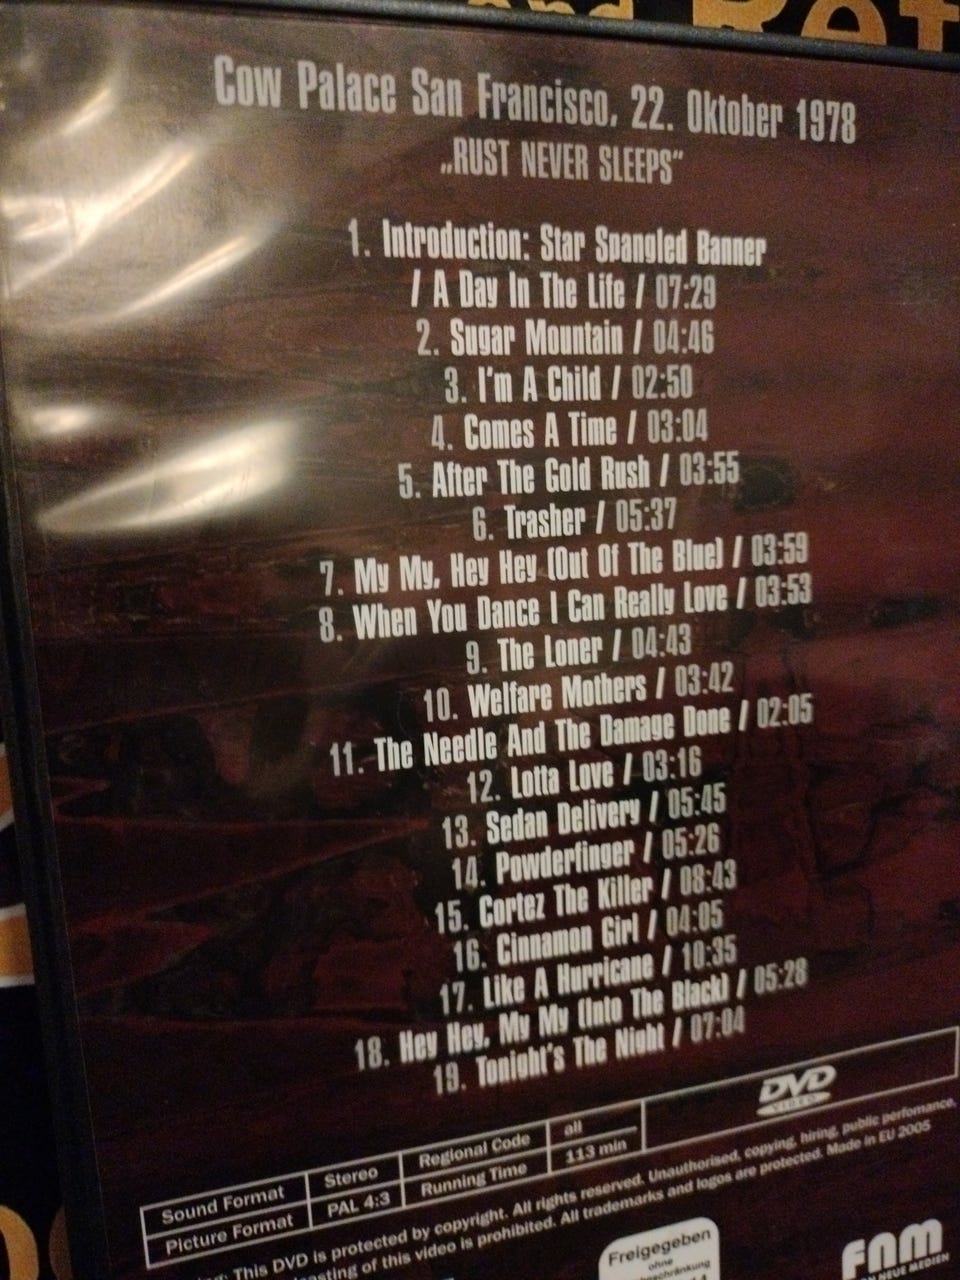 Cow Palace San Francisco, 22. Oktober 1978
„RUST NEVER SLEEPS“
1. Introduction: Star Spangled Banner
/ A Day In The Life / 07:29
2. Sugar Mountain / 04:46
3. I'm A Child / 02:50
4. Comes A Time / 03:04
5. After The Gold Rush / 03:55
6. Trasher / 05:37
7. My My, Hey Hey (Out Of The Blue) / 03:59
8. When You Dance I Can Really Love / 03:53
9. The Loner / 04:43
10. Welfare Mothers / 03:42
11. The Needle And The Damage Done / 02:05
12. Lotta Love / 03:16
13. Sedan Delivery / 05:45
14. Powderfinger / 05:26
15. Cortez The Killer / 08:43
16. Cinnamon Girl / 04:05
17. Like A Hurricane / 10:35
18. Hey Hey, My My (Into The Black) / 05:28
19. Tonight's The Night / 07:04
DVD
VIDEO
Sound Format Stereo Regional Code all
Picture Format PAL 4:3 Running Time 113 min
This DVD is protected by copyright. All rights reserved. Unauthorised, copying, hiring, public perfomance,
of this video is prohibited. All trademarks and logos are protected. Made in EU 2005
Freigegeben
ohne
FNM
NEUE MEDIEN